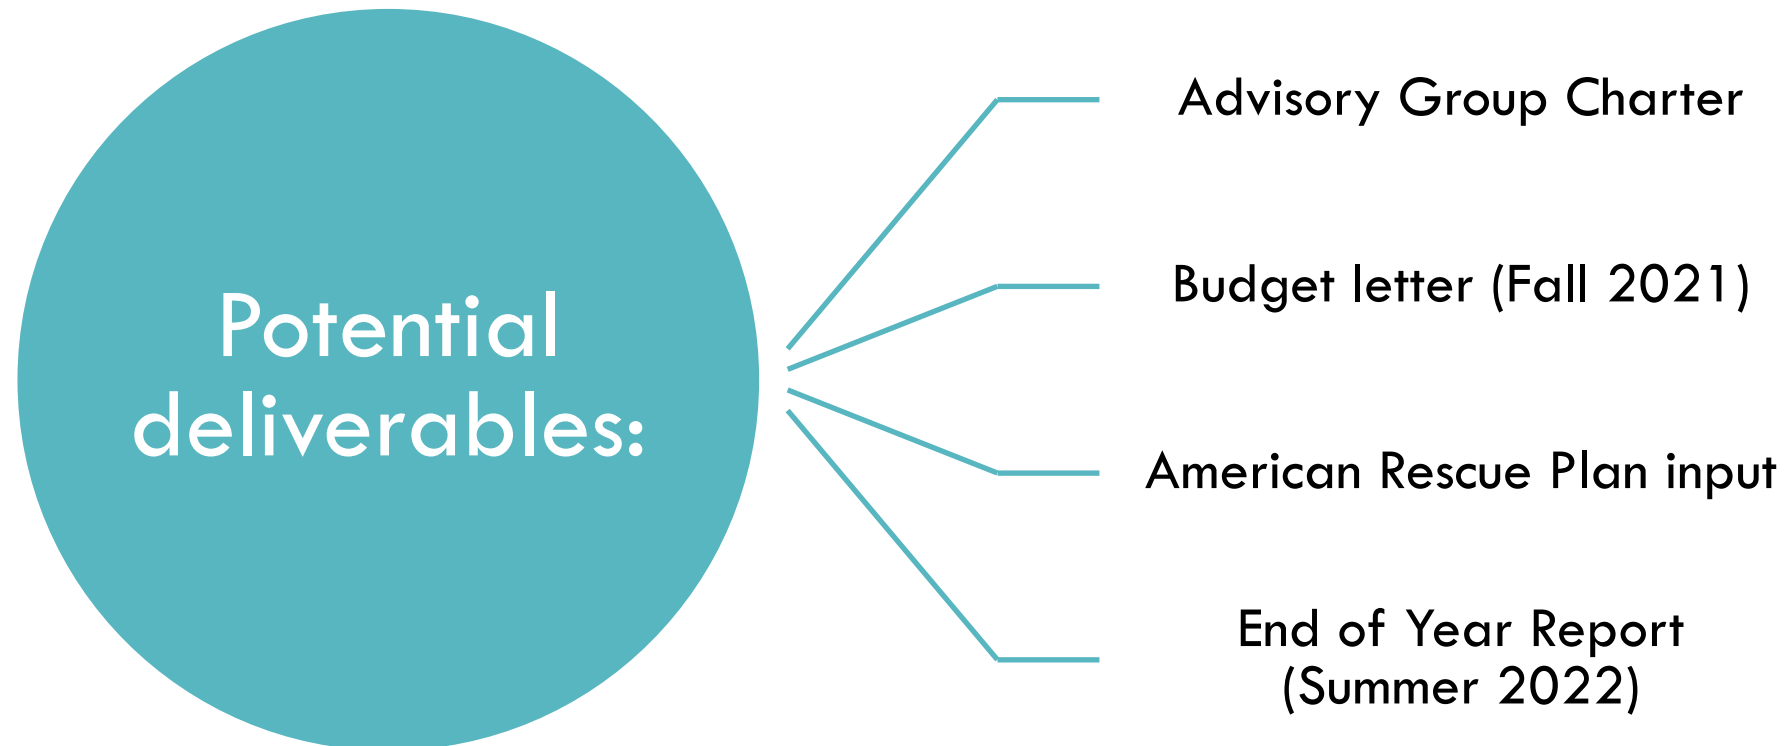 Potential
deliverables:
Advisory Group Charter
Budget letter (Fall 2021)
American Rescue Plan input
End of Year Report
(Summer 2022)